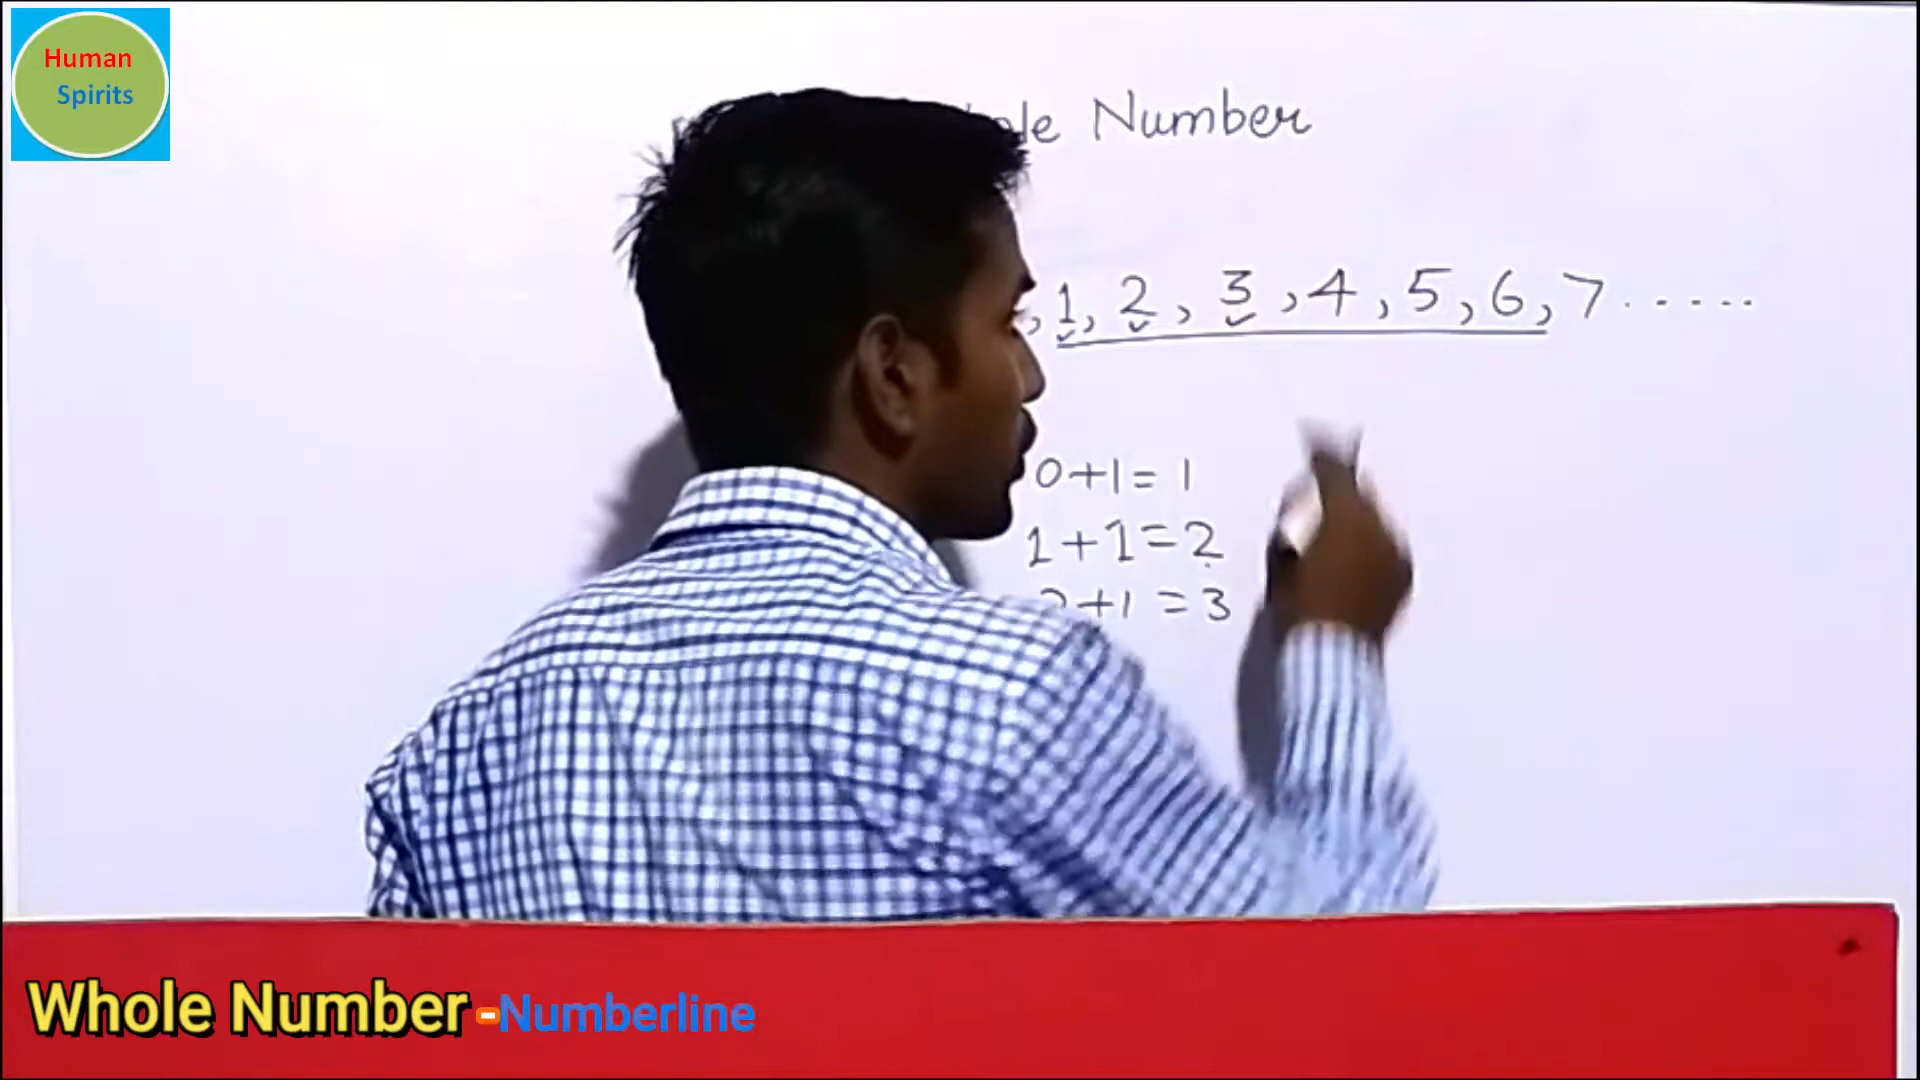 Human
Spirits
Number
, 1, 2, 3, 4, 5, 6, 7.....
0+1=1
1+1=2
2+1=3
Whole Number -Numberline